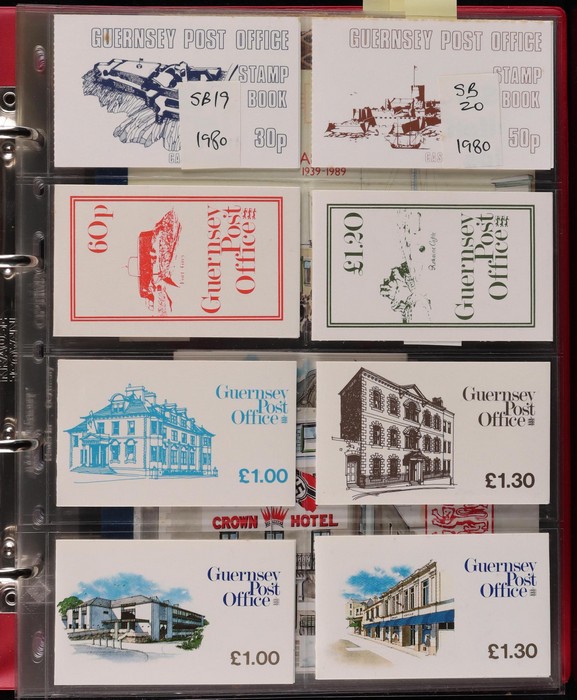 GUERNSEY POST OFFICE
STAMP
BOOK
30p
SB19
1980
GUERNSEY POST OFFICE
STAMP
BOOK
50p
SB
20
1980
1939-1989
60p
Guernsey
Post
Office
£1.20
Guernsey
Post
Office
Guernsey
Post
Office
£1.00
Guernsey
Post
Office
£1.30
CROWN HOTEL
Guernsey
Post
Office
£1.00
Guernsey
Post
Office
£1.30